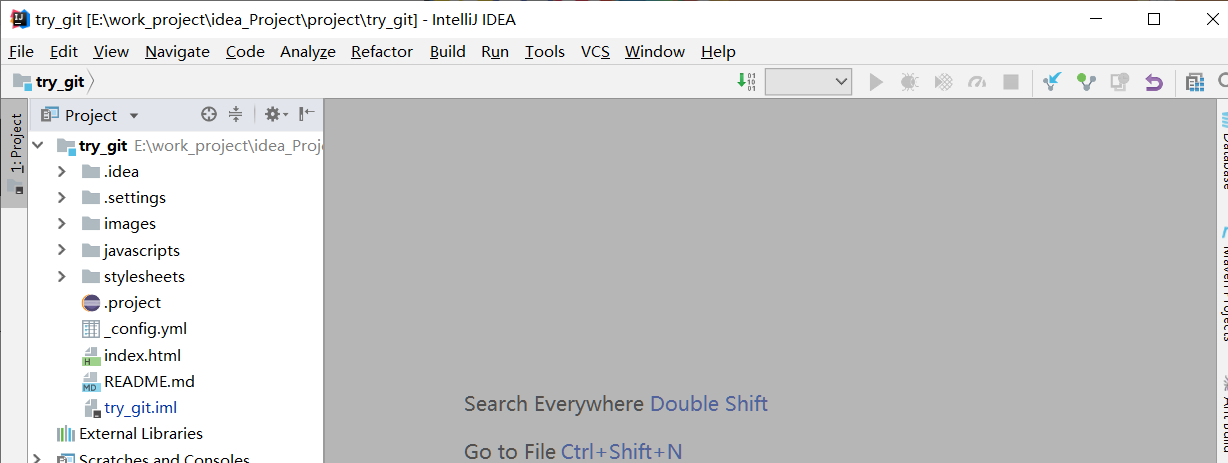 try_git [E:\work_project\idea_Project\project\try_git] - IntelliJ IDEA
File Edit View Navigate Code Analyze Refactor Build Run Tools VCS Window Help
try_git
Project
1: Project
try_git E:\work_project\idea_Proj
.idea
.settings
images
javascripts
stylesheets
.project
_config.yml
index.html
README.md
try_git.iml
External Libraries
Scratches and Consoles
Search Everywhere Double Shift
Go to File Ctrl+Shift+N
Database
Maven Projects
Ant Build